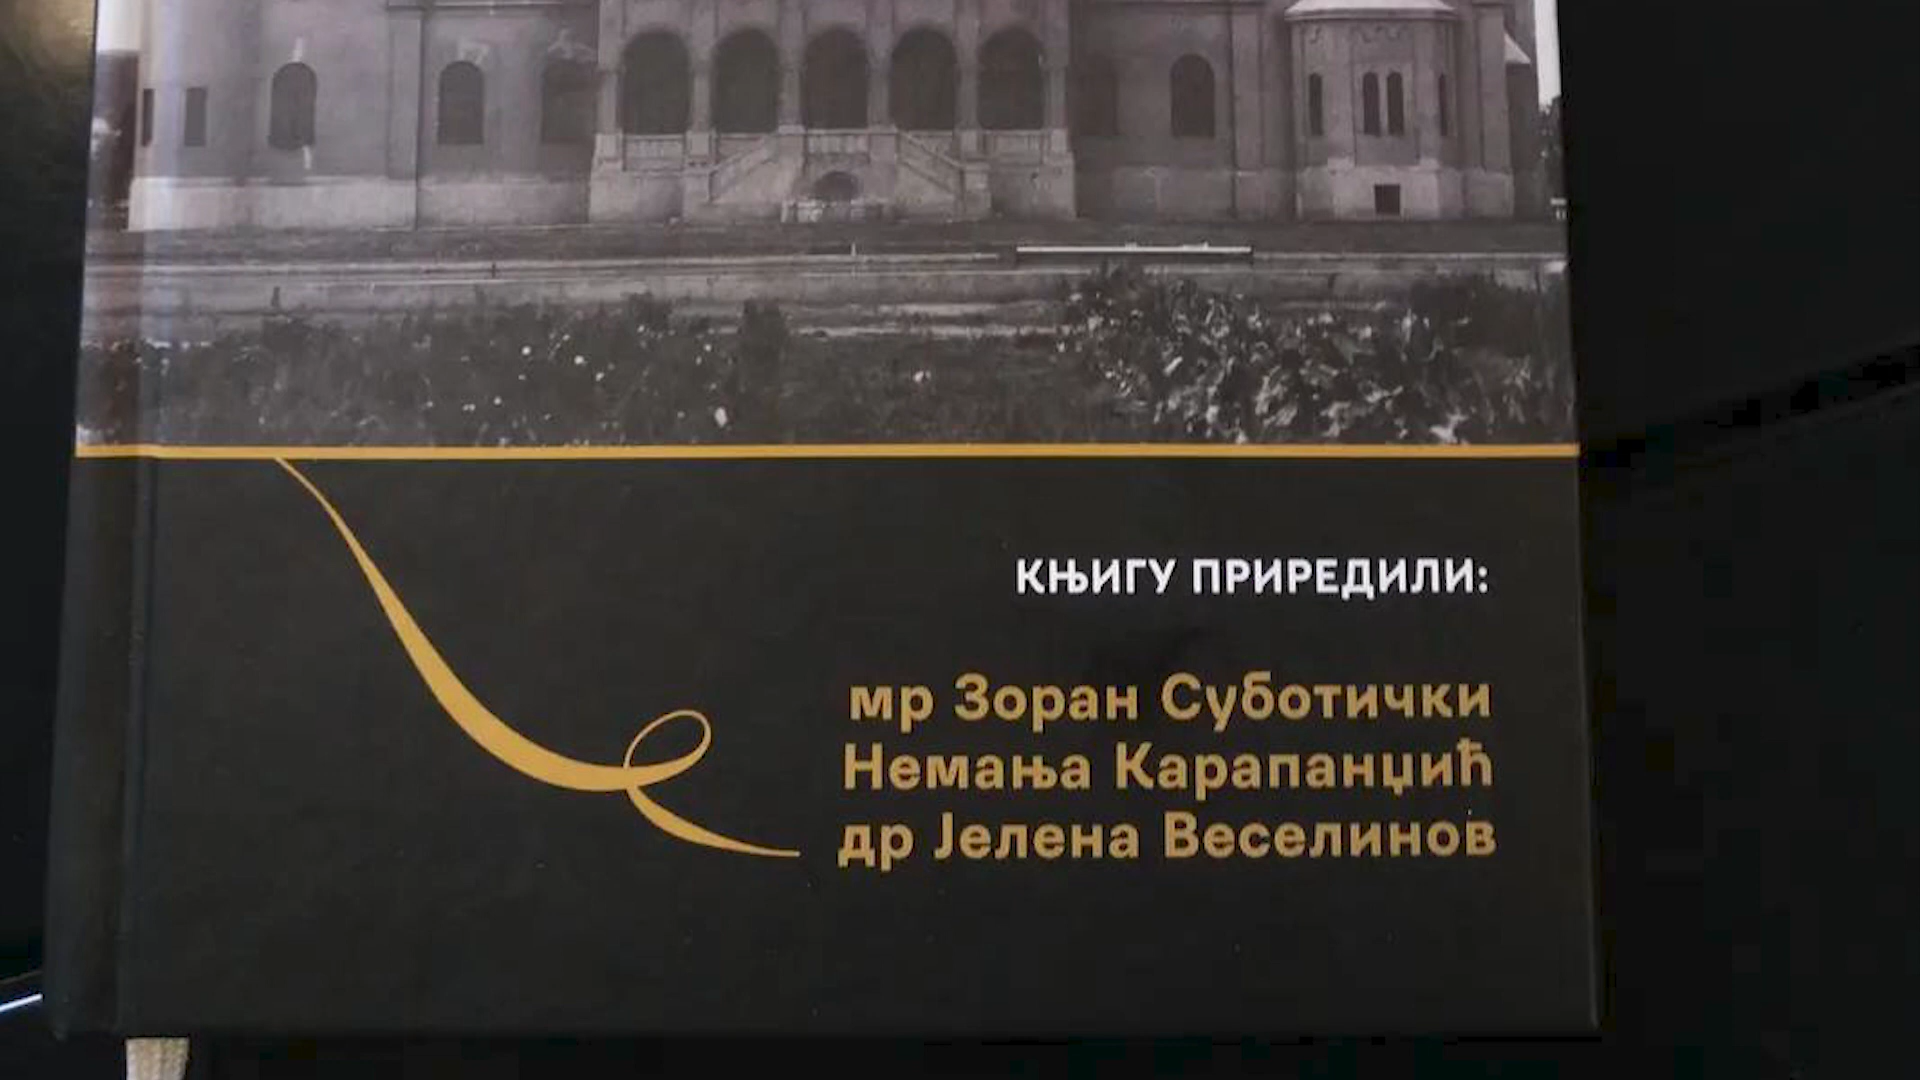 КЊИГУ ПРИРЕДИЛИ:
мр Зоран Суботички
Немања Карапанџић
др Јелена Веселинов